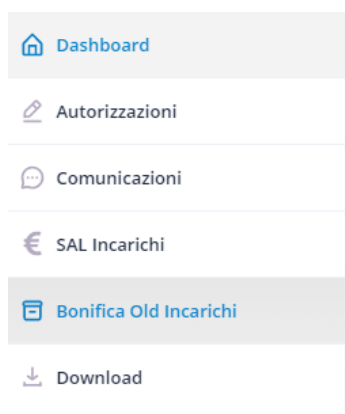 Dashboard
Autorizzazioni
Comunicazioni
€ SAL Incarichi
Bonifica Old Incarichi
Download